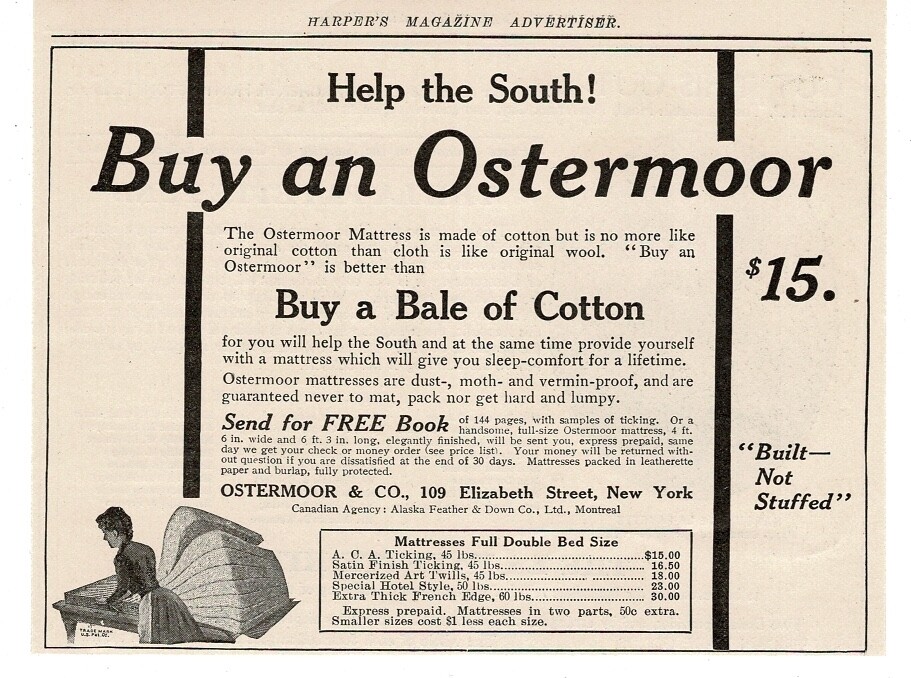 HARPER'S MAGAZINE ADVERTISER.
Help the South!
Buy an Ostermoor
The Ostermoor Mattress is made of cotton but is no more like
original cotton than cloth is like original wool. "Buy an
Ostermoor" is better than
Buy a Bale of Cotton
for you will help the South and at the same time provide yourself
with a mattress which will give you sleep-comfort for a lifetime.
Ostermoor mattresses are dust-, moth- and vermin-proof, and are
guaranteed never to mat, pack nor get hard and lumpy.
Send for FREE Book of 144 pages, with samples of ticking. Or a
handsome, full-size Ostermoor mattress, 4 ft.
6 in. wide and 6 ft. 3 in. long, elegantly finished, will be sent you, express prepaid, same
day we get your check or money order (see price list). Your money will be returned with-
out question if you are dissatisfied at the end of 30 days. Mattresses packed in leatherette
paper and burlap, fully protected.
OSTERMOOR & CO., 109 Elizabeth Street, New York
Canadian Agency: Alaska Feather & Down Co., Ltd., Montreal
$15.
"Built—
Not
Stuffed"
Mattresses Full Double Bed Size
A. C. A. Ticking, 45 lbs. $15.00
Satin Finish Ticking, 45 lbs. 16.50
Mercerized Art Twills, 45 lbs. 18.00
Special Hotel Style, 50 lbs. 23.00
Extra Thick French Edge, 60 lbs. 30.00
Express prepaid. Mattresses in two parts, 50c extra.
Smaller sizes cost $1 less each size.
TRADE MARK
U.S. Pat. Of.